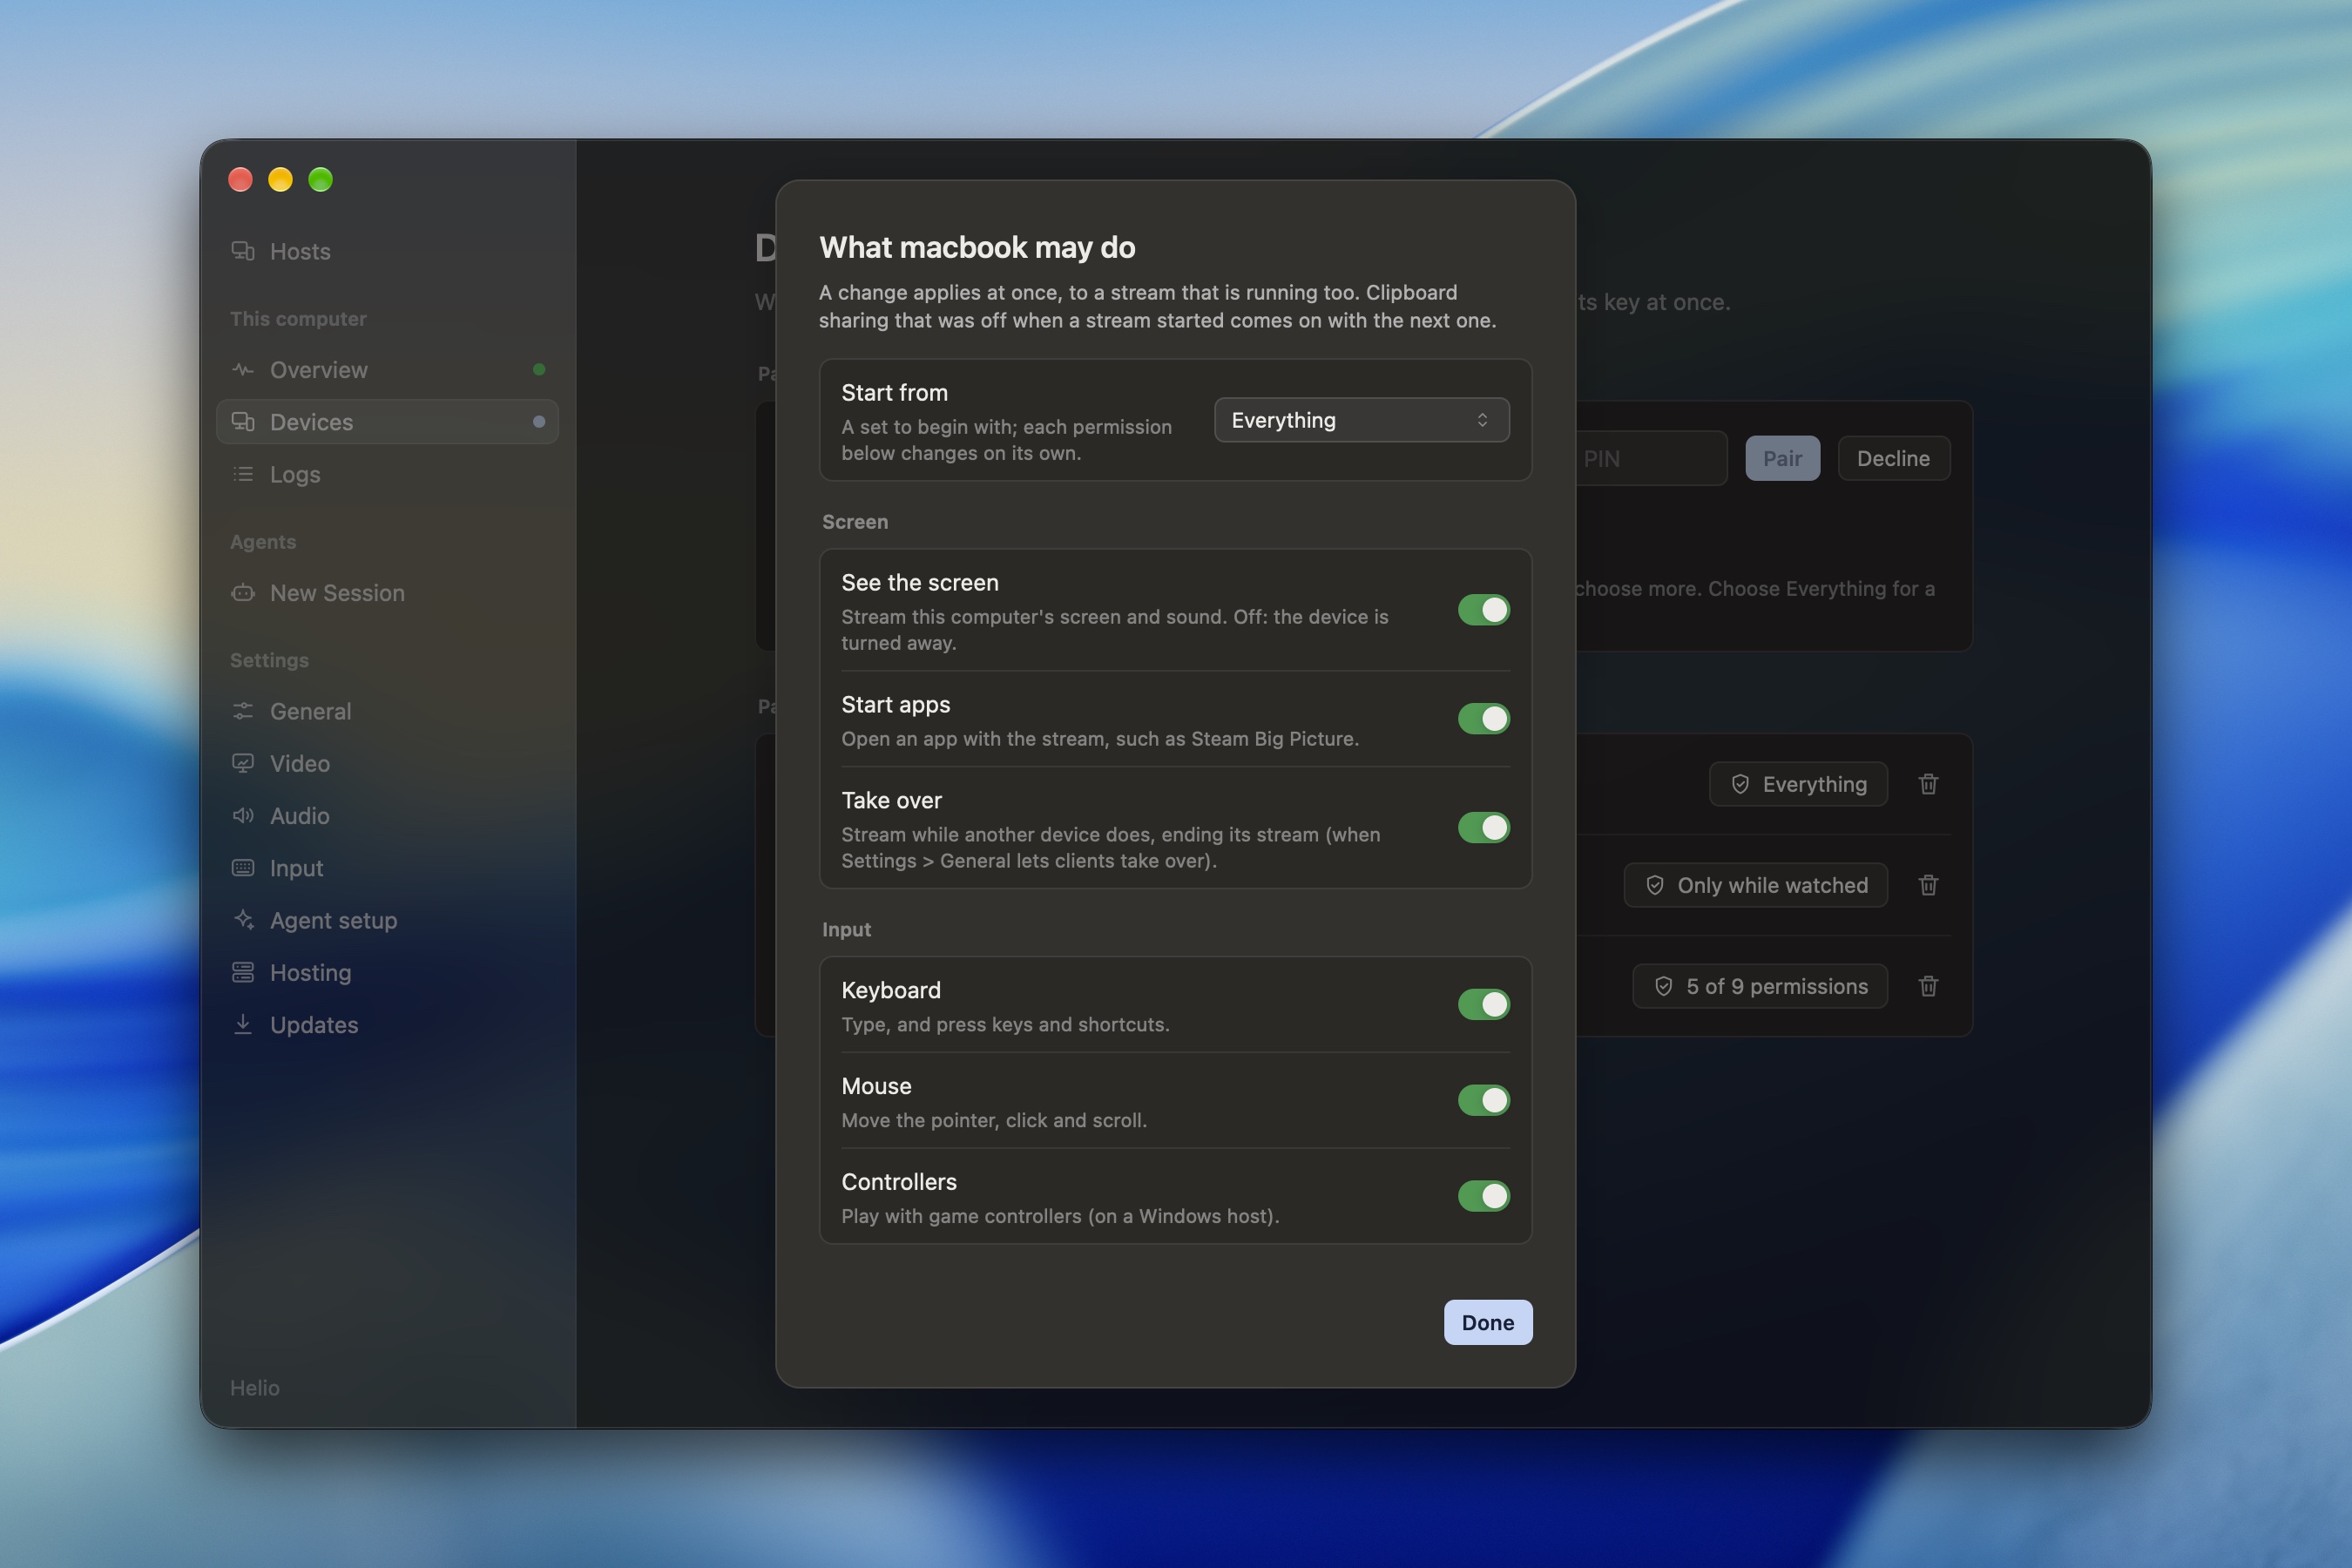 Hosts
This computer
Overview
Devices
Logs
Agents
New Session
Settings
General
Video
Audio
Input
Agent setup
Hosting
Updates
Helio
What macbook may do
A change applies at once, to a stream that is running too. Clipboard
sharing that was off when a stream started comes on with the next one.
Start from
A set to begin with; each permission
below changes on its own.
Everything
Screen
See the screen
Stream this computer's screen and sound. Off: the device is
turned away.
Start apps
Open an app with the stream, such as Steam Big Picture.
Take over
Stream while another device does, ending its stream (when
Settings > General lets clients take over).
Input
Keyboard
Type, and press keys and shortcuts.
Mouse
Move the pointer, click and scroll.
Controllers
Play with game controllers (on a Windows host).
Done
key at once.
PIN
Pair
Decline
choose more. Choose Everything for a
Everything
Only while watched
5 of 9 permissions